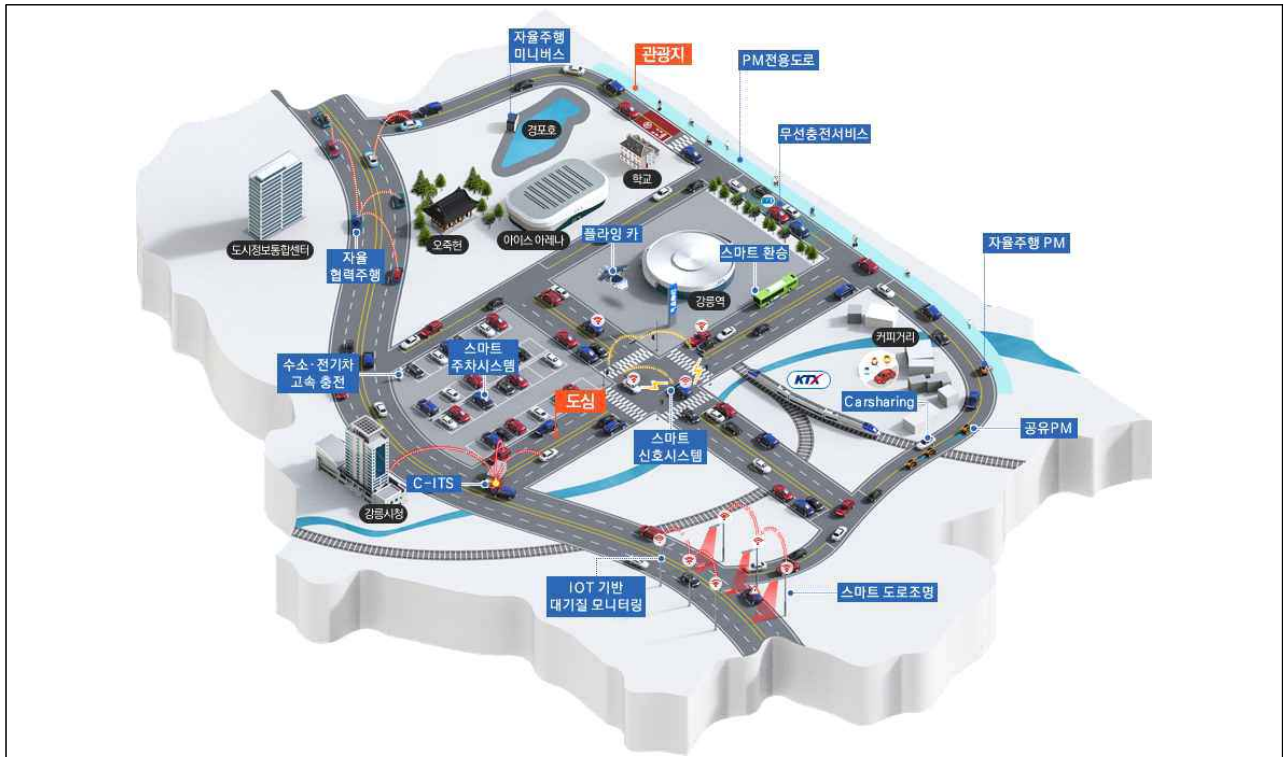 자율주행
미니버스
관광지
PM전용도로
무선충전서비스
경포호
학교
도시정보통합센터
자율
협력주행
오죽헌
아이스 아레나
플라잉 카
스마트 환승
강릉역
자율주행 PM
커피거리
수소·전기차
고속 충전
스마트
주차시스템
KTX
Carsharing
도심
스마트
신호시스템
공유PM
C-ITS
강릉시청
IOT 기반
대기질 모니터링
스마트 도로조명